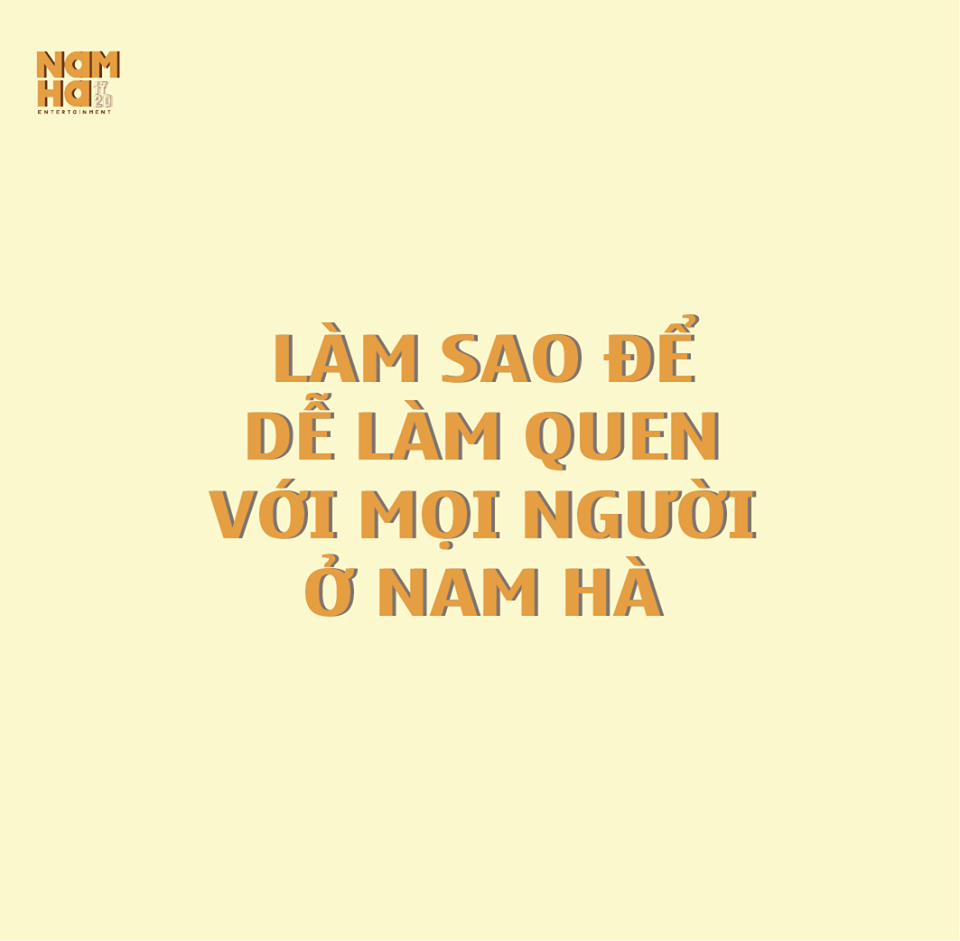 NAM
HA 17
20
ENTERTAINMENT
LÀM SAO ĐỂ
DỄ LÀM QUEN
VỚI MỌI NGƯỜI
Ở NAM HÀ